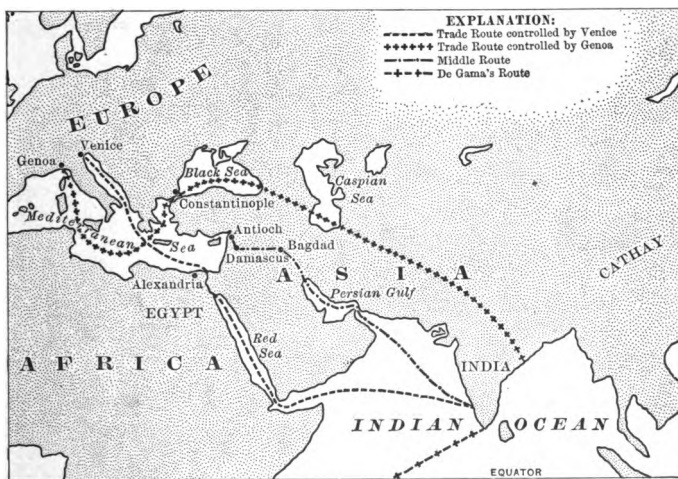 EXPLANATION:
Trade Route controlled by Venice
Trade Route controlled by Genoa
Middle Route
De Gama's Route
EUROPE
Venice
Genoa
Black Sea
Caspian
Sea
Constantinople
Mediterranean Sea
Antioch
Damascus
Bagdad
ASIA
CATHAY
Alexandria
Persian Gulf
EGYPT
Red
Sea
AFRICA
INDIA
INDIAN OCEAN
EQUATOR